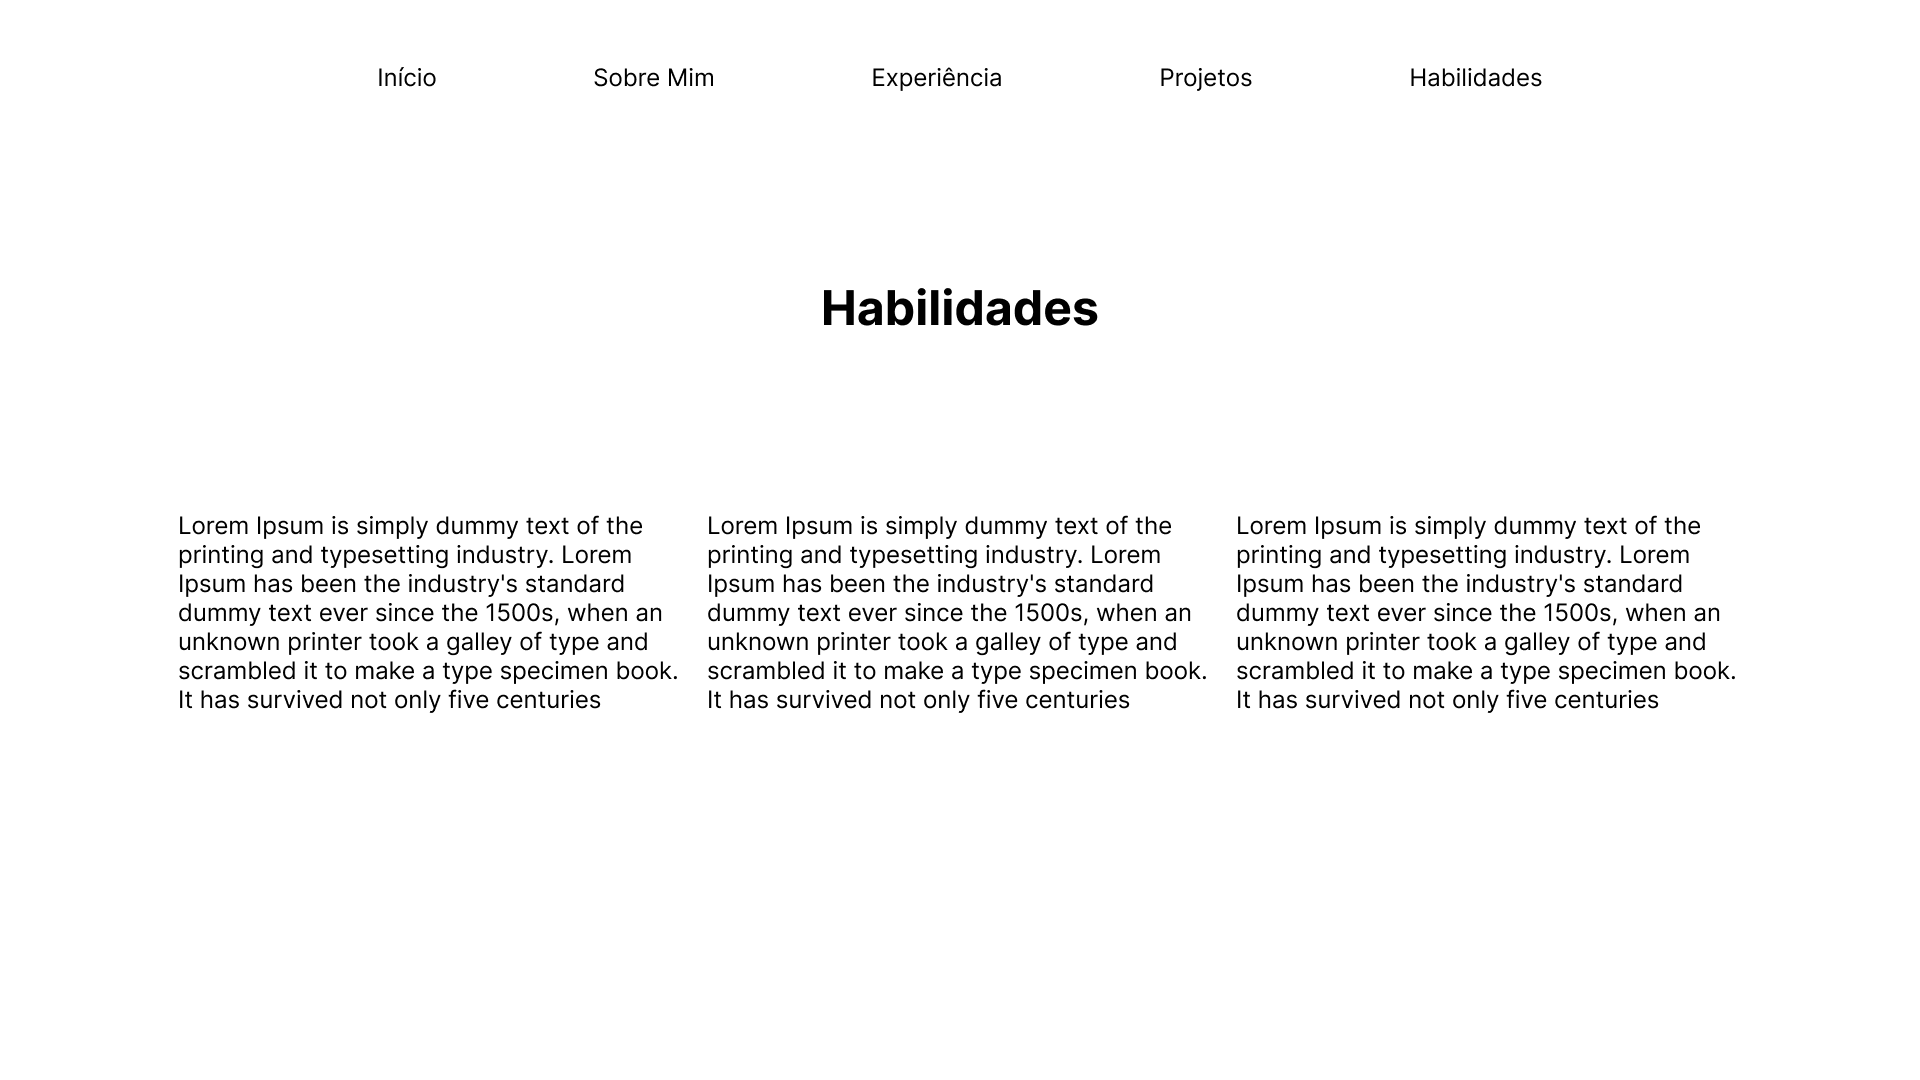 Início Sobre Mim Experiência Projetos Habilidades
Habilidades
Lorem Ipsum is simply dummy text of the
printing and typesetting industry. Lorem
Ipsum has been the industry's standard
dummy text ever since the 1500s, when an
unknown printer took a galley of type and
scrambled it to make a type specimen book.
It has survived not only five centuries
Lorem Ipsum is simply dummy text of the
printing and typesetting industry. Lorem
Ipsum has been the industry's standard
dummy text ever since the 1500s, when an
unknown printer took a galley of type and
scrambled it to make a type specimen book.
It has survived not only five centuries
Lorem Ipsum is simply dummy text of the
printing and typesetting industry. Lorem
Ipsum has been the industry's standard
dummy text ever since the 1500s, when an
unknown printer took a galley of type and
scrambled it to make a type specimen book.
It has survived not only five centuries